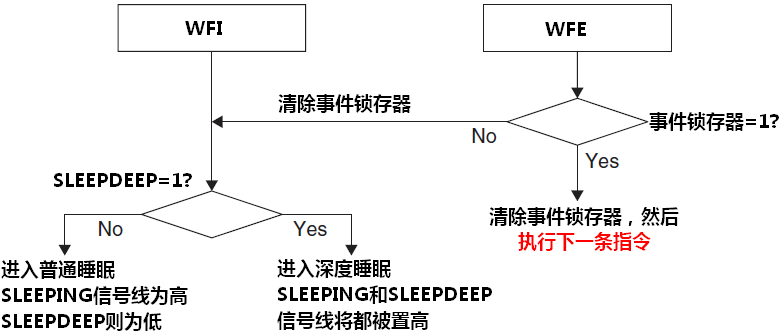 WFI
WFE
清除事件锁存器
事件锁存器=1?
No
Yes
SLEEPDEEP=1?
清除事件锁存器，然后
执行下一条指令
No
Yes
进入普通睡眠
SLEEPING信号线为高
SLEEPDEEP则为低
进入深度睡眠
SLEEPING和SLEEPDEEP
信号线将都被置高